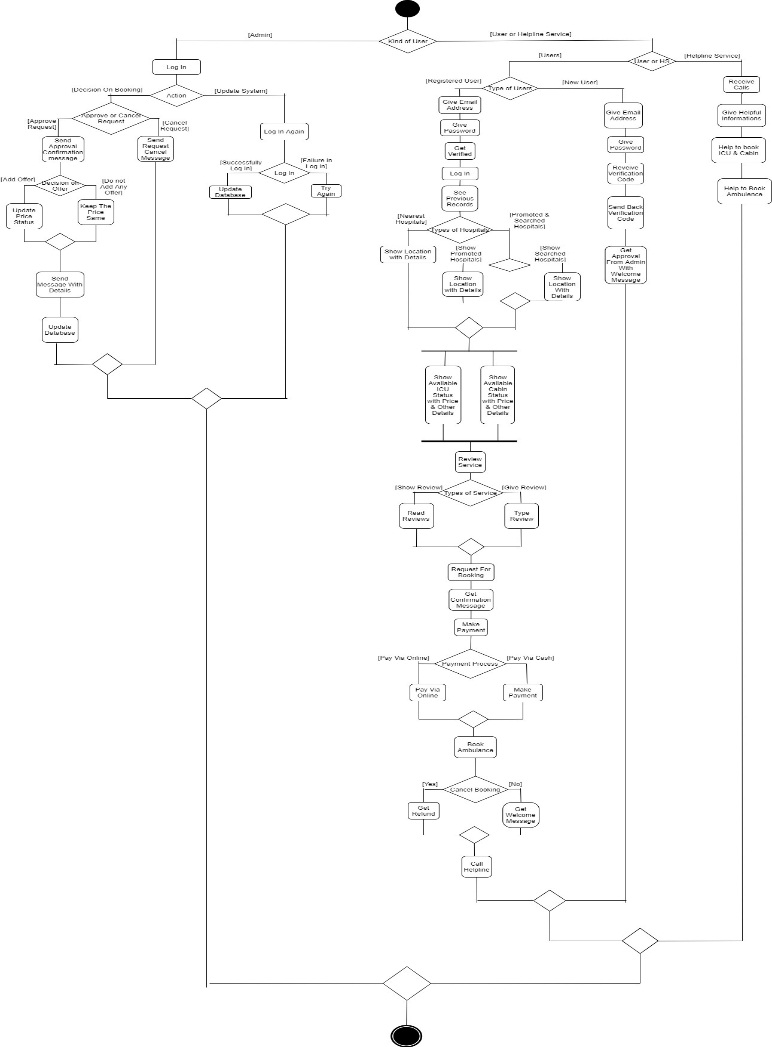 [Admin]
[User or Helpline Service]
Kind of User
[Users]
[Helpline Service]
User or HS
Log In
[Decision On Booking]
[Update System]
Action
[Registered User]
[New User]
Type of Users
Receive
Calls
[Approve
Request]
Approve or Cancel
Request
[Cancel
Request]
Log in Again
Give Email
Address
Give Email
Address
Give Helpful
Informations
Give
Password
Send
Approval
Confirmation
message
Send
Request
Cancel
Message
[Successfully
Log in]
[Failure in
Log in]
Log in
Get
Verified
Give
Password
Help to book
ICU & Cabin
Log in
Receive
Verification
Code
[Add Offer]
Decision on
Offer
[Do not
Add Any
Offer]
Update
Database
Try
Again
See
Previous
Records
Help to Book
Ambulance
Update
Price
Status
Keep The
Price
Same
[Nearest
Hospitals]
Types of Hospitals
[Promoted &
Searched
Hospitals]
Send Back
Verification
Code
Show Location
with Details
[Show
Promoted
Hospitals]
[Show
Searched
Hospitals]
Get
Approval
From Admin
With
Welcome
Message
Send
Message With
Details
Show
Location
with Details
Show
Location
With
Details
Update
Database
Show
Available
ICU
Status
with Price
& Other
Details
Show
Available
Cabin
Status
with Price
& Other
Details
Review
Service
[Show Review]
[Give Review]
Types of Service
Read
Reviews
Type
Review
Request For
Booking
Get
Confirmation
Message
Make
Payment
[Pay Via Online]
[Pay Via Cash]
Payment Process
Pay Via
Online
Make
Payment
Book
Ambulance
[Yes]
[No]
Cancel Booking
Get
Refund
Get
Welcome
Message
Call
Helpline